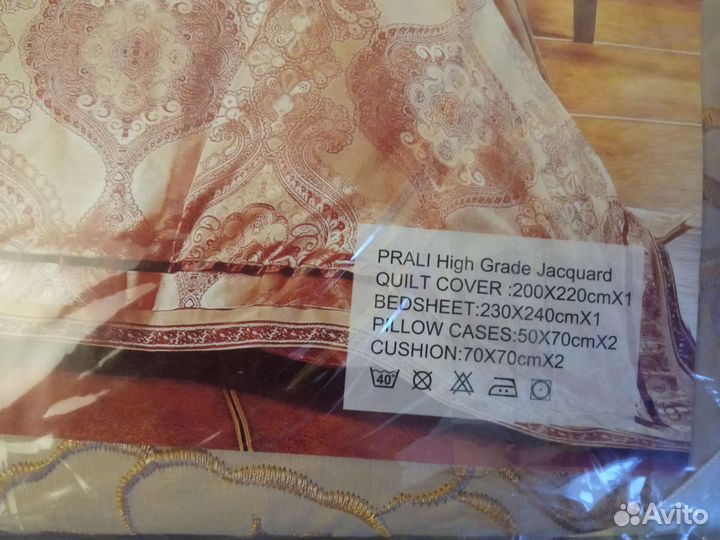 PRALI High Grade Jacquard
QUILT COVER :200X220cmX1
BEDSHEET:230X240cmX1
PILLOW CASES:50X70cmX2
CUSHION:70X70cmX2
40
Avito